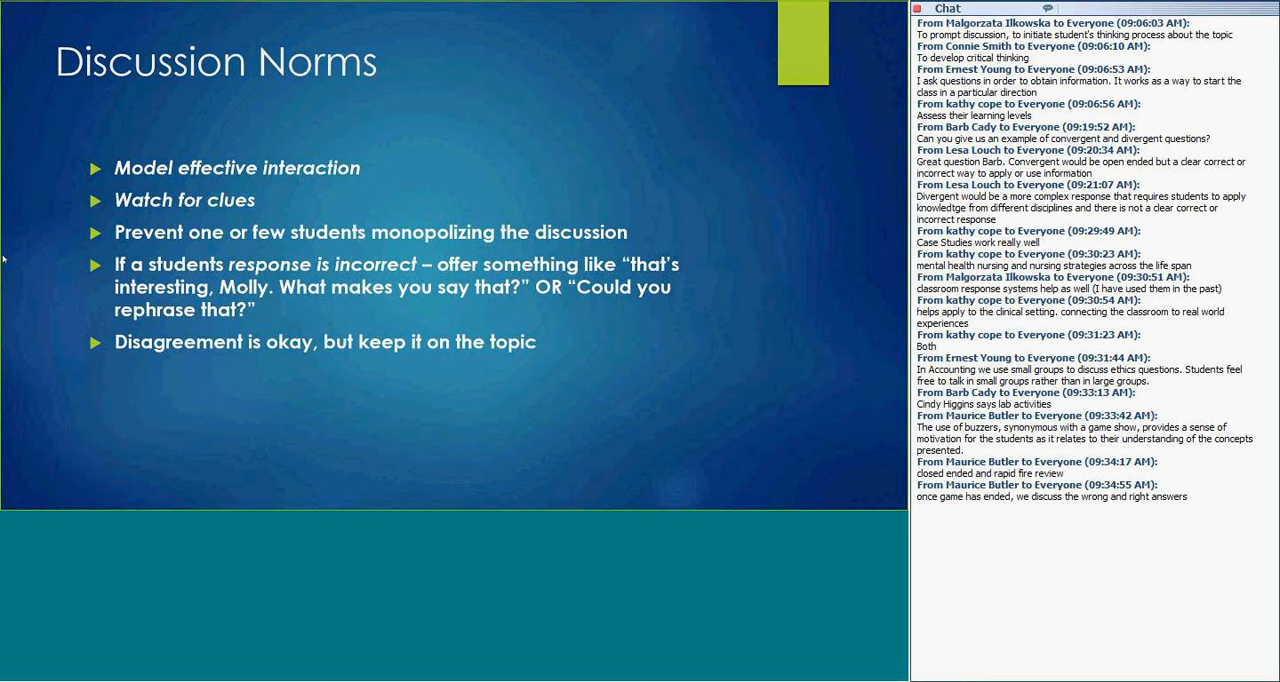 Discussion Norms
Model effective interaction
Watch for clues
Prevent one or few students monopolizing the discussion
If a students response is incorrect – offer something like “that’s
interesting, Molly. What makes you say that?” OR “Could you
rephrase that?”
Disagreement is okay, but keep it on the topic
Chat
From Malgorzata Ilkowska to Everyone (09:06:03 AM):
To prompt discussion, to initiate student's thinking process about the topic
From Connie Smith to Everyone (09:06:10 AM):
To develop critical thinking
From Ernest Young to Everyone (09:06:53 AM):
I ask questions in order to obtain information. It works as a way to start the
class in a particular direction
From kathy cope to Everyone (09:06:56 AM):
Assess their learning levels
From Barb Cady to Everyone (09:19:52 AM):
Can you give us an example of convergent and divergent questions?
From Lesa Louch to Everyone (09:20:34 AM):
Great question Barb. Convergent would be open ended but a clear correct or
incorrect way to apply or use information
From Lesa Louch to Everyone (09:21:07 AM):
Divergent would be a more complex response that requires students to apply
knowledtge from different disciplines and there is not a clear correct or
incorrect response
From kathy cope to Everyone (09:29:49 AM):
Case Studies work really well
From kathy cope to Everyone (09:30:23 AM):
mental health nursing and nursing strategies across the life span
From Malgorzata Ilkowska to Everyone (09:30:51 AM):
classroom response systems help as well (I have used them in the past)
From kathy cope to Everyone (09:30:54 AM):
helps apply to the clinical setting. connecting the classroom to real world
experiences
From kathy cope to Everyone (09:31:23 AM):
Both
From Ernest Young to Everyone (09:31:44 AM):
In Accounting we use small groups to discuss ethics questions. Students feel
free to talk in small groups rather than in large groups.
From Barb Cady to Everyone (09:33:13 AM):
Cindy Higgins says lab activities
From Maurice Butler to Everyone (09:33:42 AM):
The use of buzzers, synonymous with a game show, provides a sense of
motivation for the students as it relates to their understanding of the concepts
presented.
From Maurice Butler to Everyone (09:34:17 AM):
closed ended and rapid fire review
From Maurice Butler to Everyone (09:34:55 AM):
once game has ended, we discuss the wrong and right answers